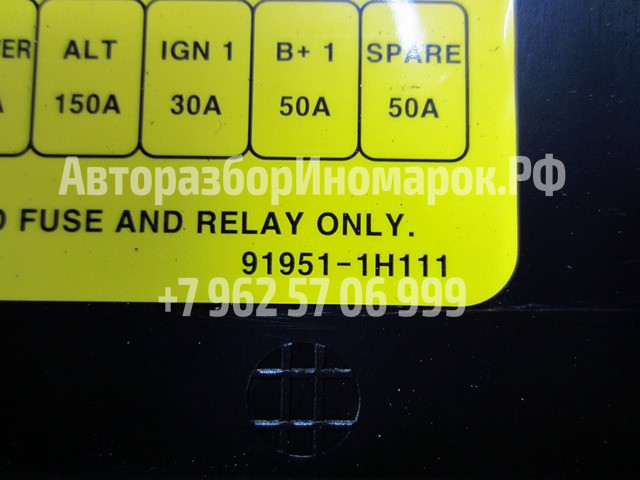 ALT IGN 1 B+ 1 SPARE
150A 30A 50A 50A
АвторазборИномарок.РФ
FUSE AND RELAY ONLY.
91951-1H111
+7 962 57 06 999